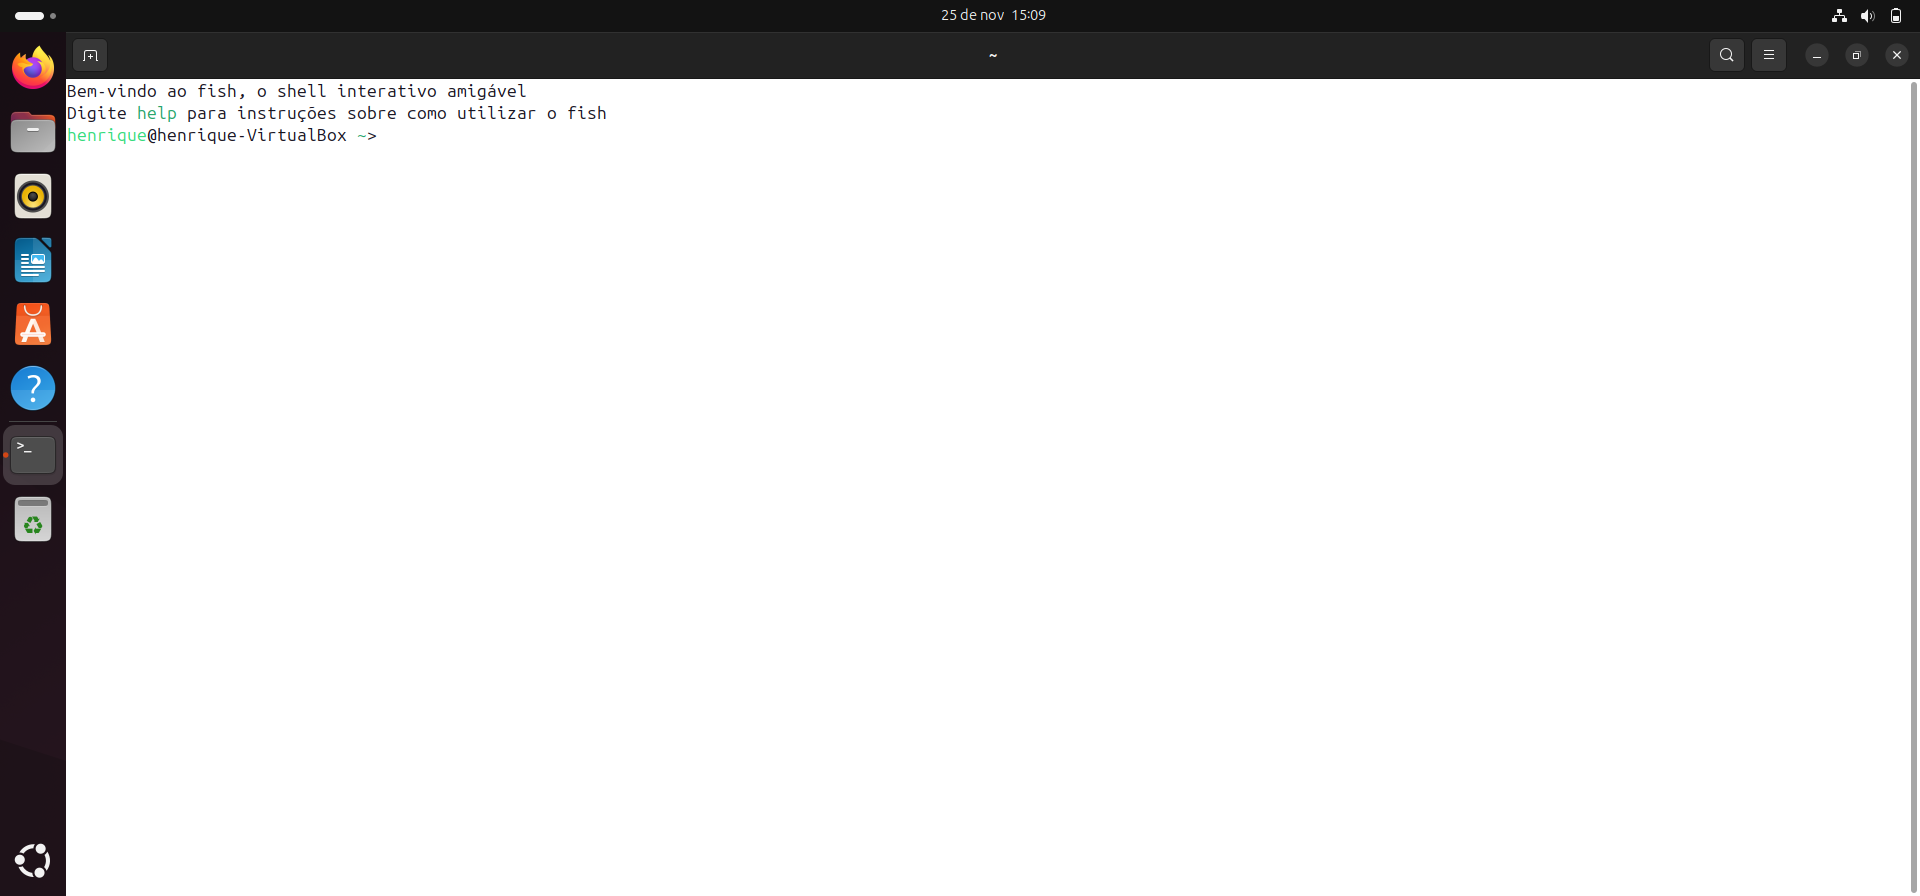 25 de nov 15:09
~
Bem-vindo ao fish, o shell interativo amigável
Digite help para instruções sobre como utilizar o fish
henrique@henrique-VirtualBox ~>